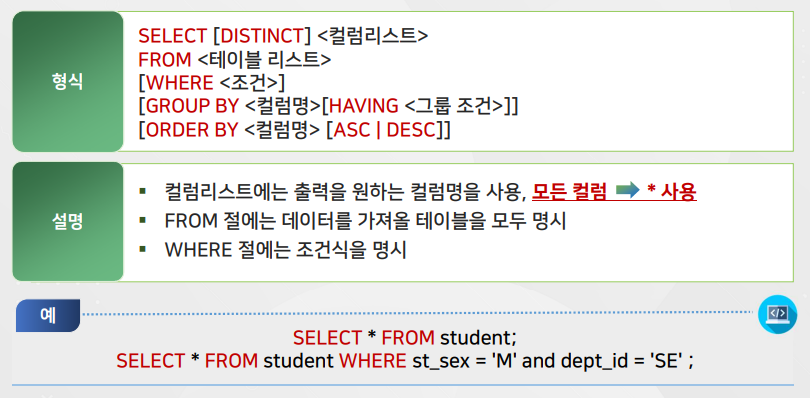 형식
SELECT [DISTINCT] <컬럼리스트>
FROM <테이블 리스트>
[WHERE <조건>]
[GROUP BY <컬럼명>[HAVING <그룹 조건>]]
[ORDER BY <컬럼명> [ASC | DESC]]
설명
▪ 컬럼리스트에는 출력을 원하는 컬럼명을 사용, 모든 컬럼 ➡ * 사용
▪ FROM 절에는 데이터를 가져올 테이블을 모두 명시
▪ WHERE 절에는 조건식을 명시
예
SELECT * FROM student;
SELECT * FROM student WHERE st_sex = 'M' and dept_id = 'SE' ;